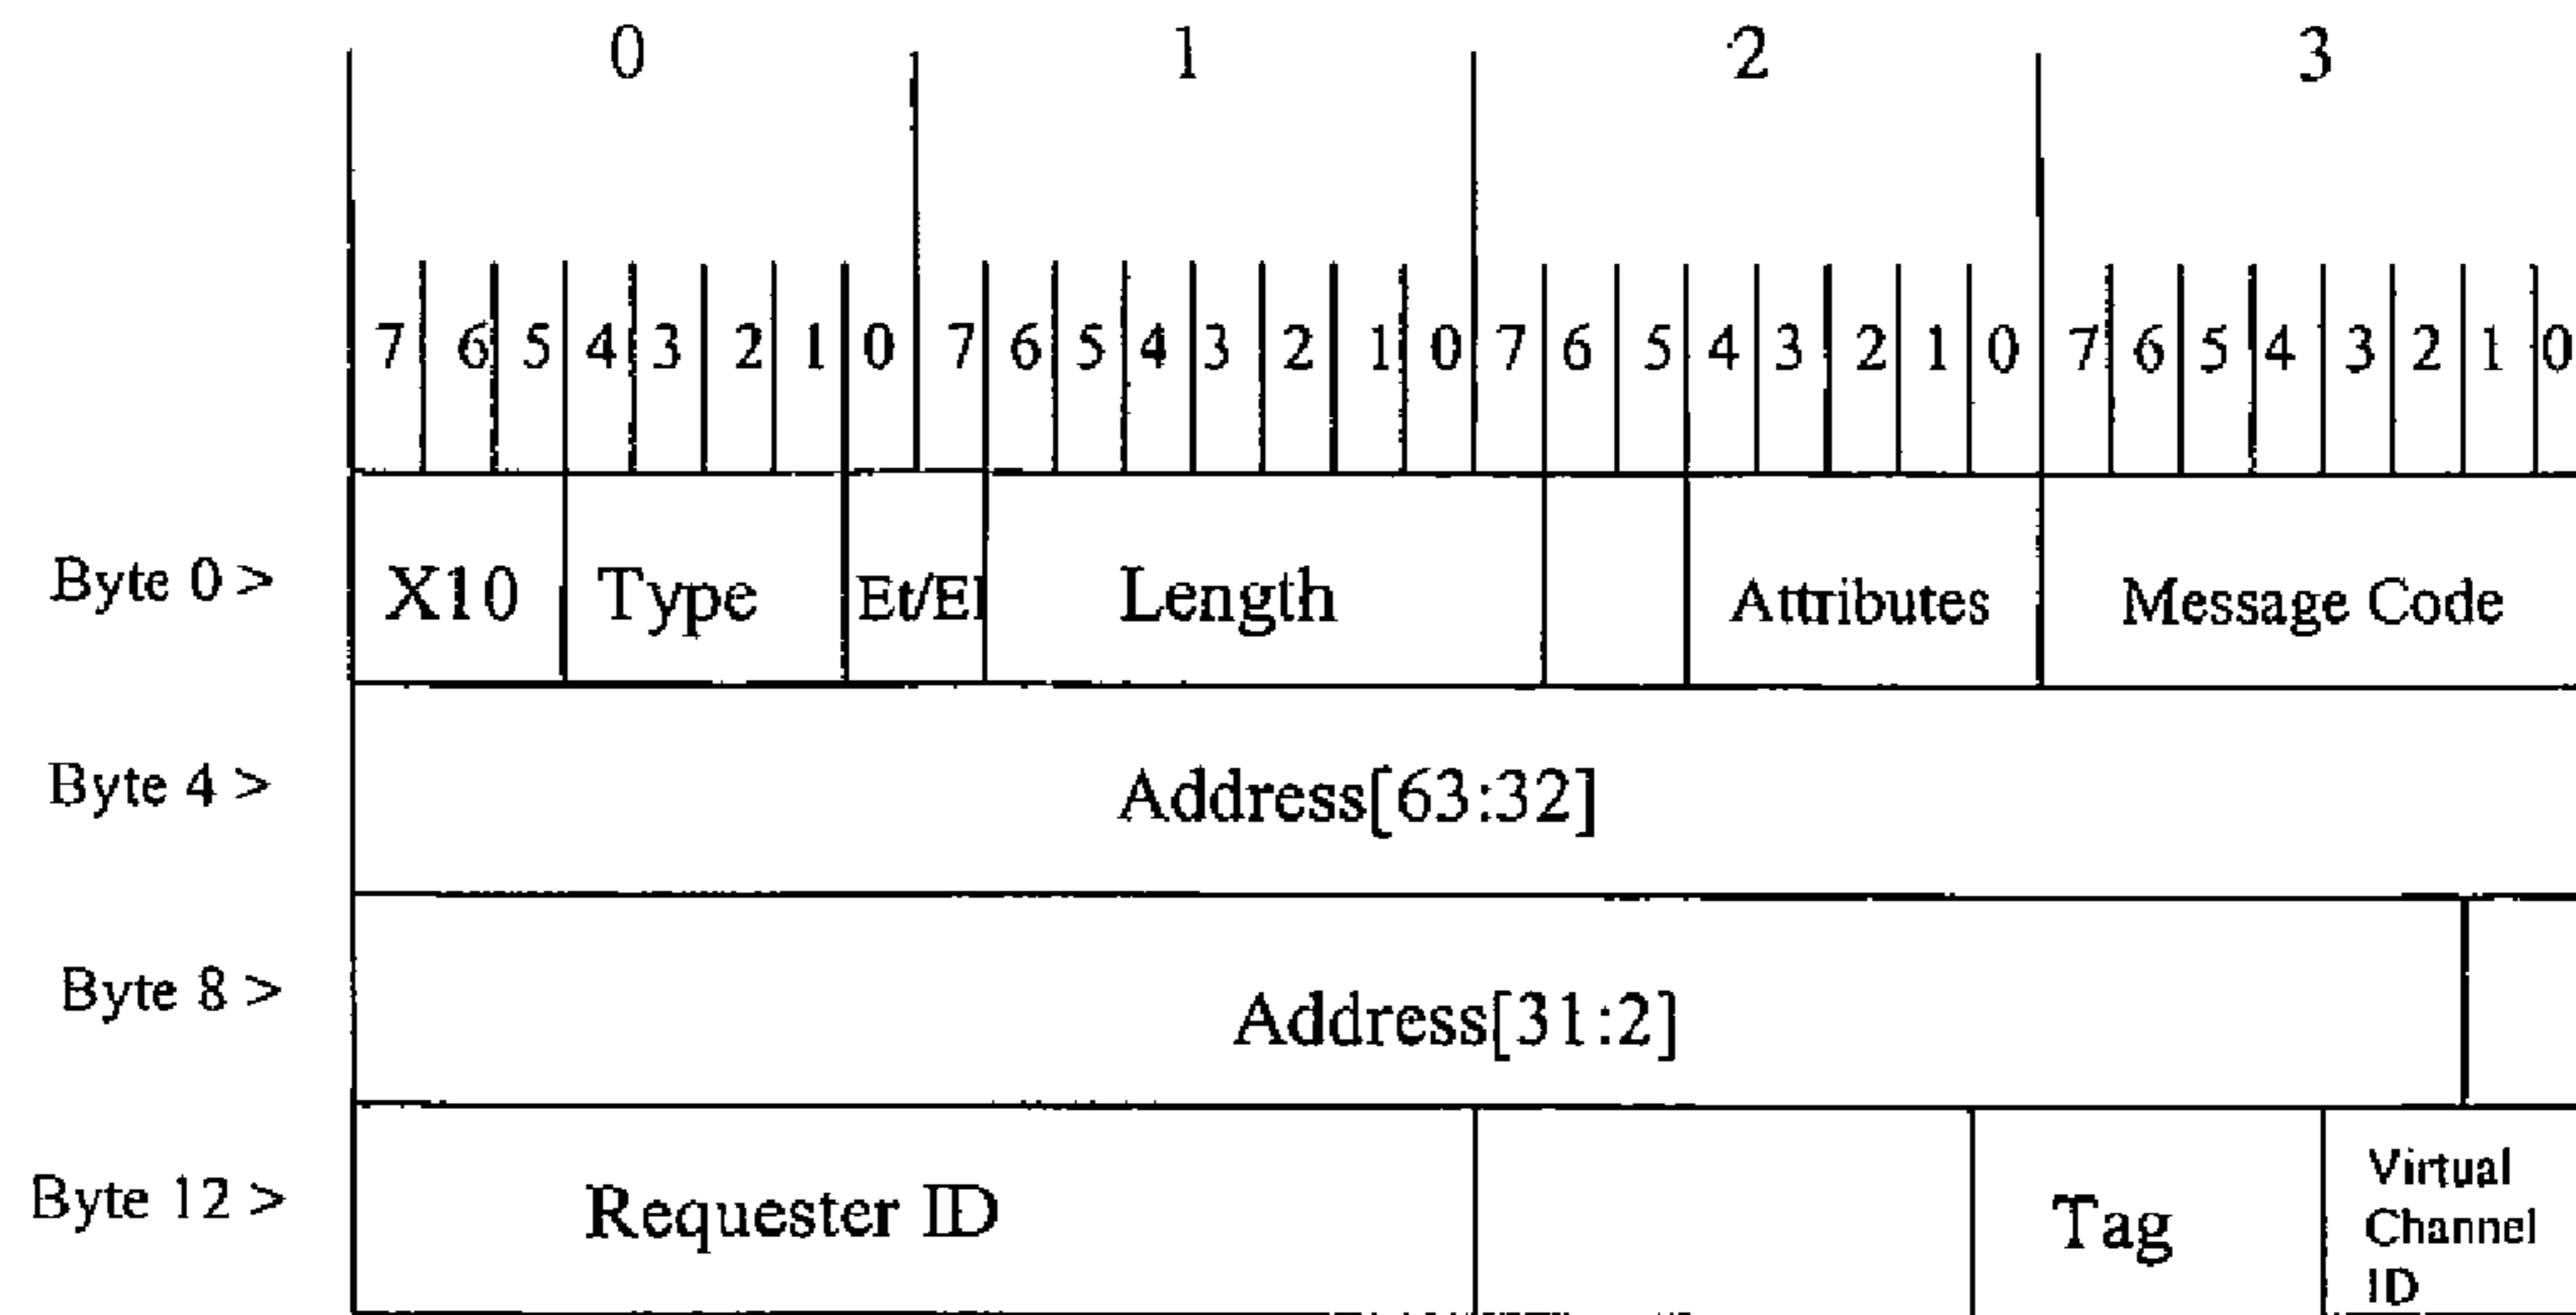 0 1 2 3
7 6 5 4 3 2 1 0 7 6 5 4 3 2 1 0 7 6 5 4 3 2 1 0 7 6 5 4 3 2 1 0
Byte 0 > X10 Type Et/El Length Attributes Message Code
Byte 4 > Address[63:32]
Byte 8 > Address[31:2]
Byte 12 > Requester ID Tag Virtual
Channel
ID